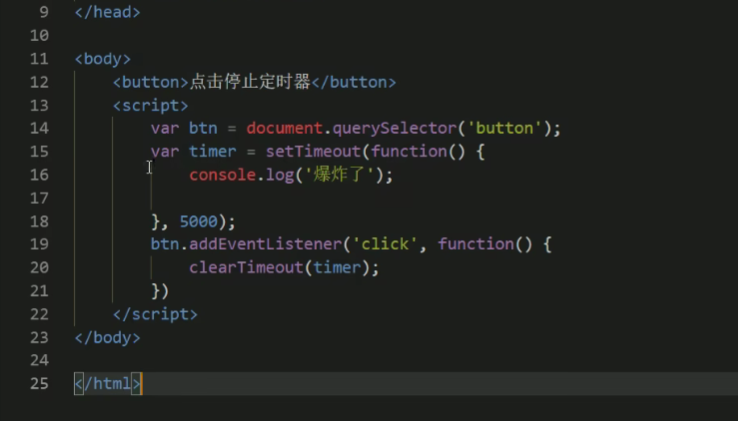 9 </head>
10
11 <body>
12     <button>点击停止定时器</button>
13     <script>
14         var btn = document.querySelector('button');
15         var timer = setTimeout(function() {
16             console.log('爆炸了');
17
18         }, 5000);
19         btn.addEventListener('click', function() {
20             clearTimeout(timer);
21         })
22     </script>
23 </body>
24
25 </html>